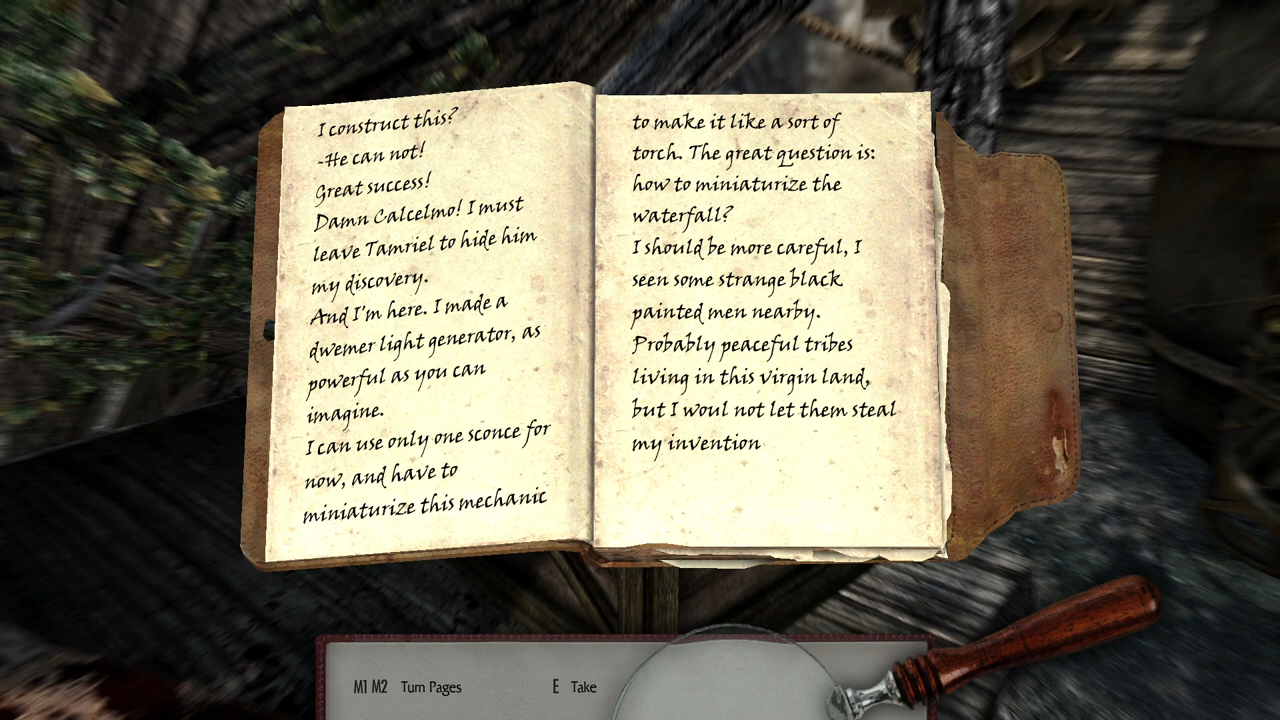 I construct this?
-He can not!
Great success!
Damn Calcelmo! I must
leave Tamriel to hide him
my discovery.
And I'm here. I made a
dwemer light generator, as
powerful as you can
imagine.
I can use only one sconce for
now, and have to
miniaturize this mechanic
to make it like a sort of
torch. The great question is:
how to miniaturize the
waterfall?
I should be more careful, I
seen some strange black
painted men nearby.
Probably peaceful tribes
living in this virgin land,
but I woul not let them steal
my invention
M1 M2 Turn Pages
E Take